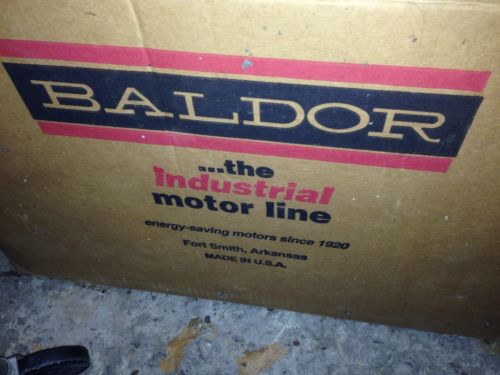 BALDOR
...the
industrial
motor line
energy-saving motors since 1920
Fort Smith, Arkansas
MADE IN U.S.A.